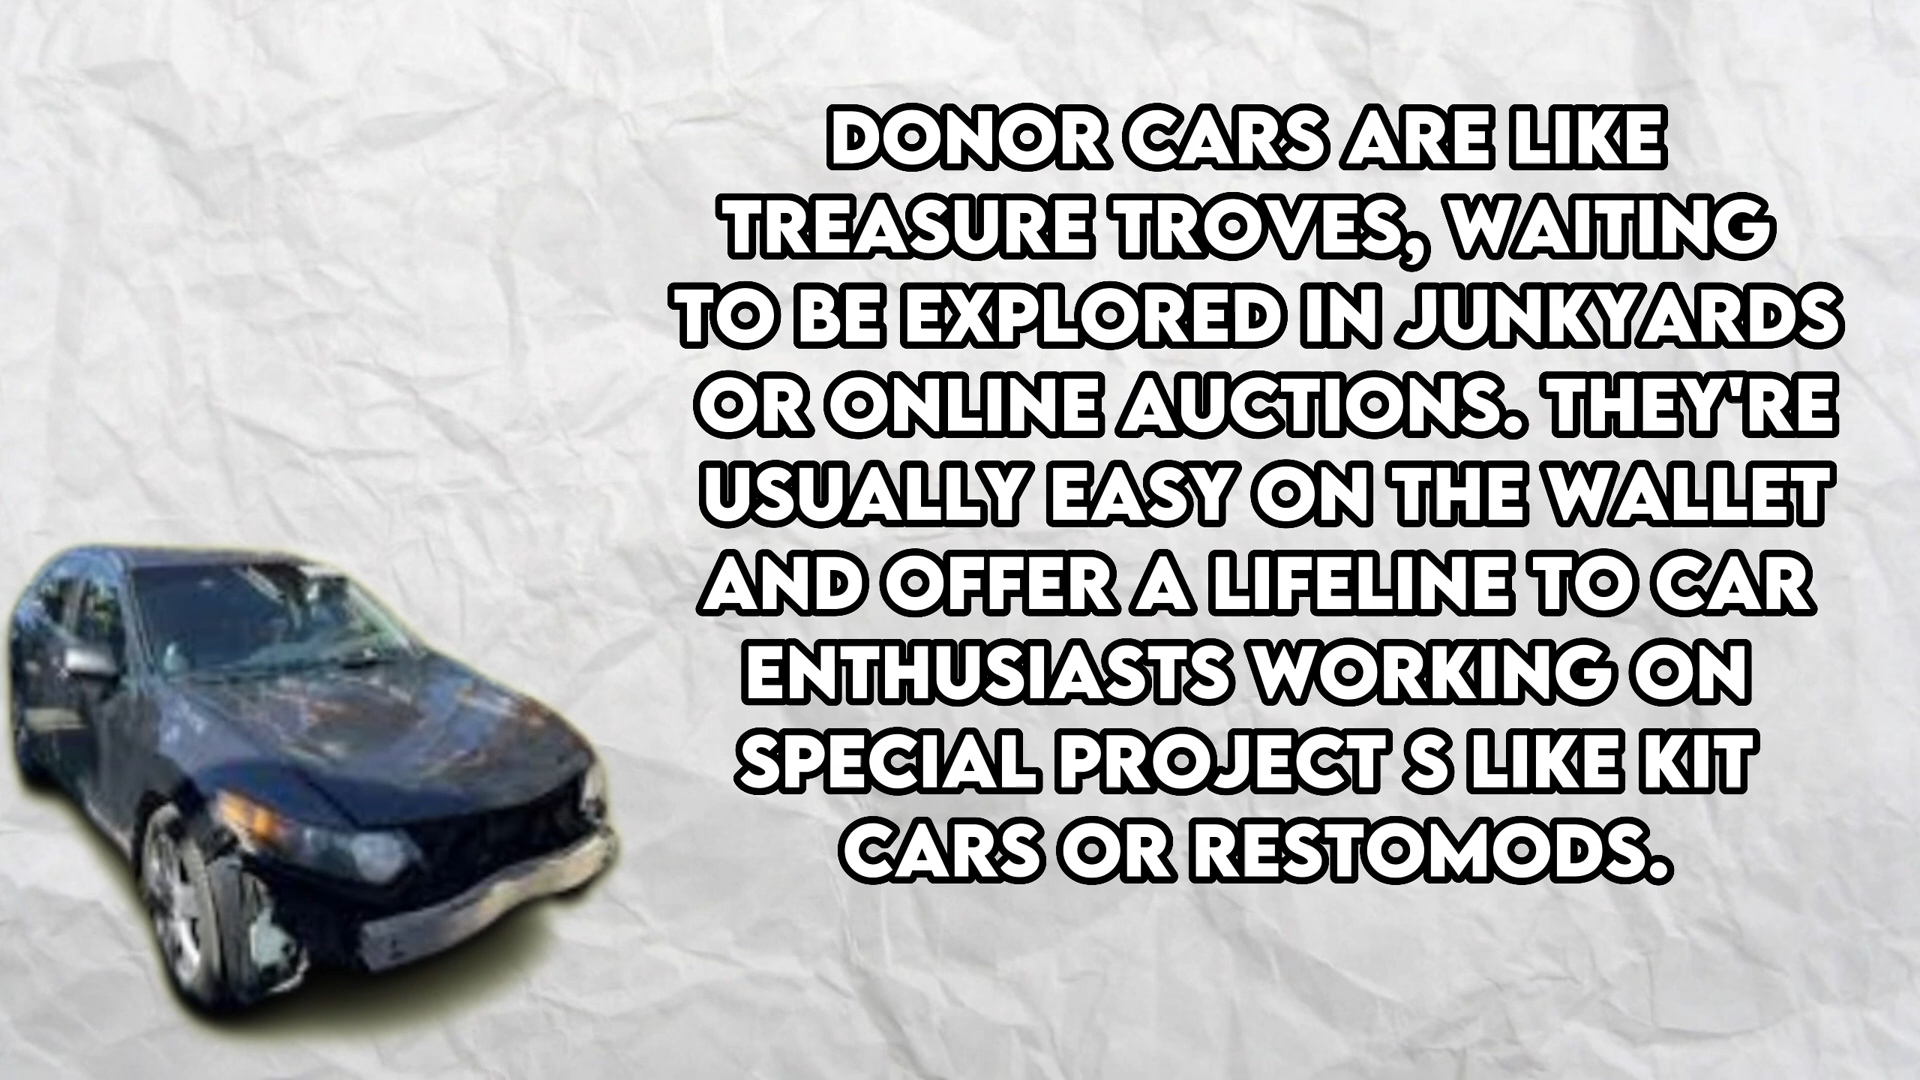 DONOR CARS ARE LIKE
TREASURE TROVES, WAITING
TO BE EXPLORED IN JUNKYARDS
OR ONLINE AUCTIONS. THEY'RE
USUALLY EASY ON THE WALLET
AND OFFER A LIFELINE TO CAR
ENTHUSIASTS WORKING ON
SPECIAL PROJECT S LIKE KIT
CARS OR RESTOMODS.